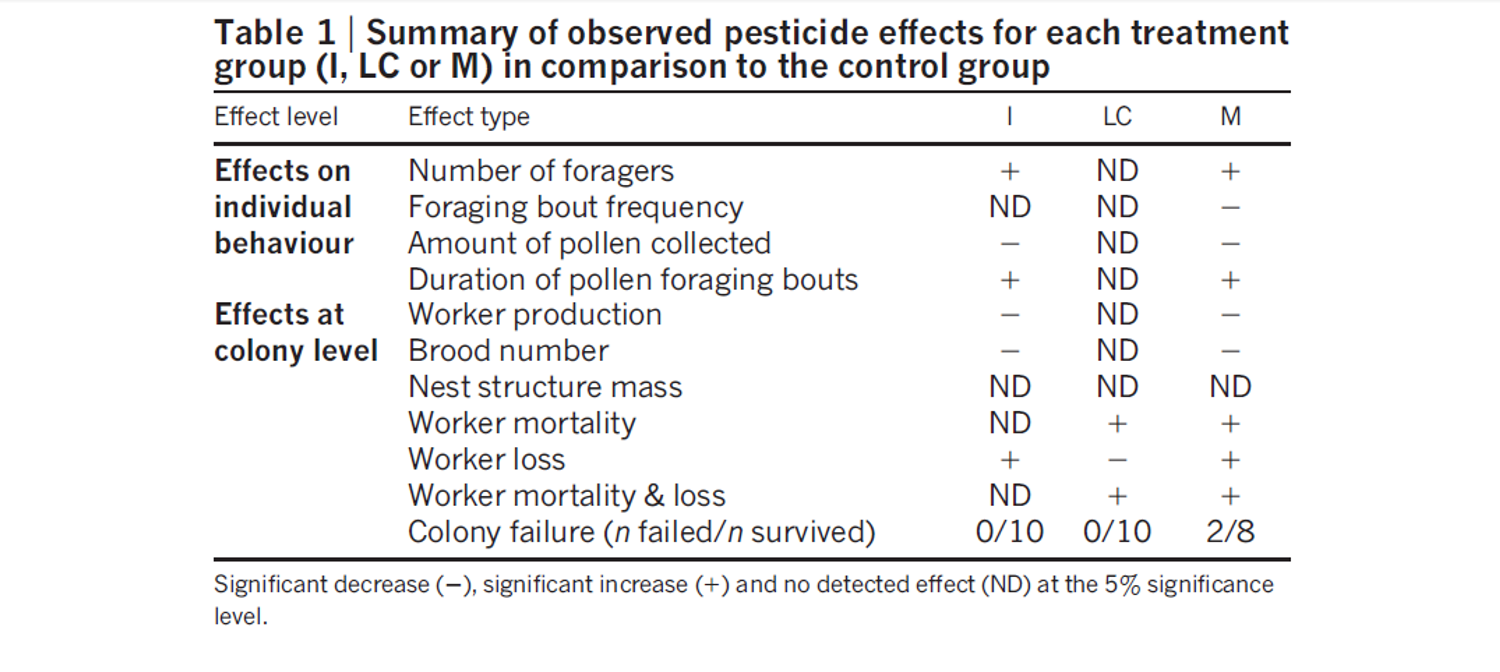 Table 1 | Summary of observed pesticide effects for each treatment
group (I, LC or M) in comparison to the control group
Effect level Effect type I LC M
Effects on Number of foragers + ND +
individual Foraging bout frequency ND ND −
behaviour Amount of pollen collected − ND −
Duration of pollen foraging bouts + ND +
Effects at Worker production − ND −
colony level Brood number − ND −
Nest structure mass ND ND ND
Worker mortality ND + +
Worker loss + − +
Worker mortality & loss ND + +
Colony failure (n failed/n survived) 0/10 0/10 2/8
Significant decrease (−), significant increase (+) and no detected effect (ND) at the 5% significance
level.